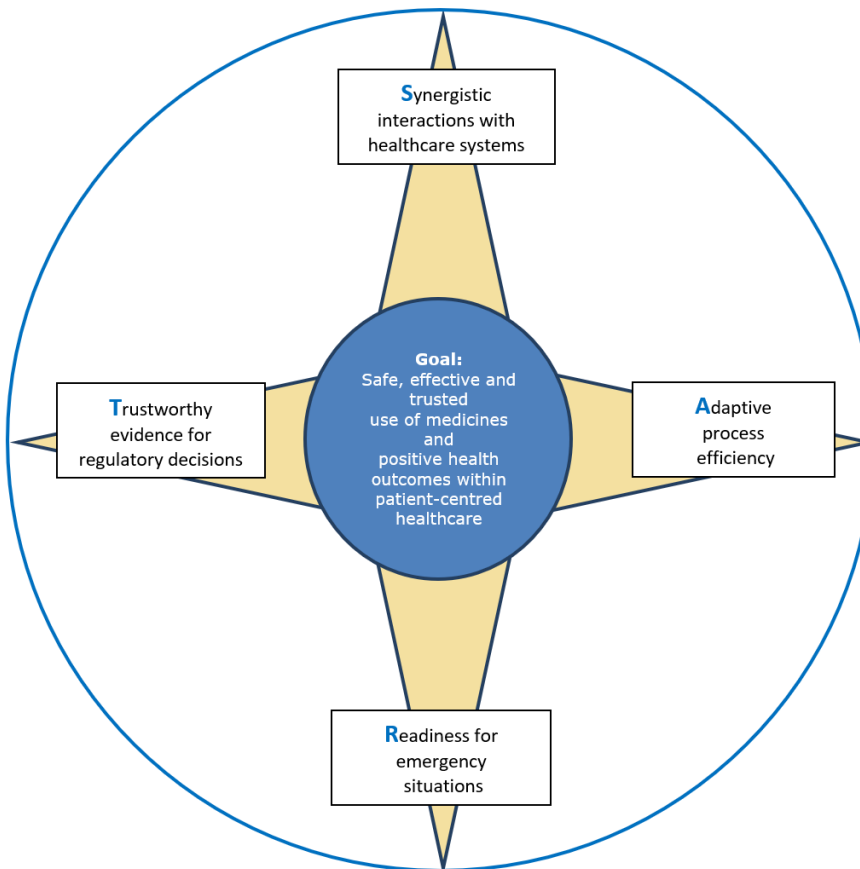 Synergistic
interactions with
healthcare systems
Goal:
Safe, effective and
trusted
use of medicines
and
positive health
outcomes within
patient-centred
healthcare
Trustworthy
evidence for
regulatory decisions
Adaptive
process
efficiency
Readiness for
emergency
situations